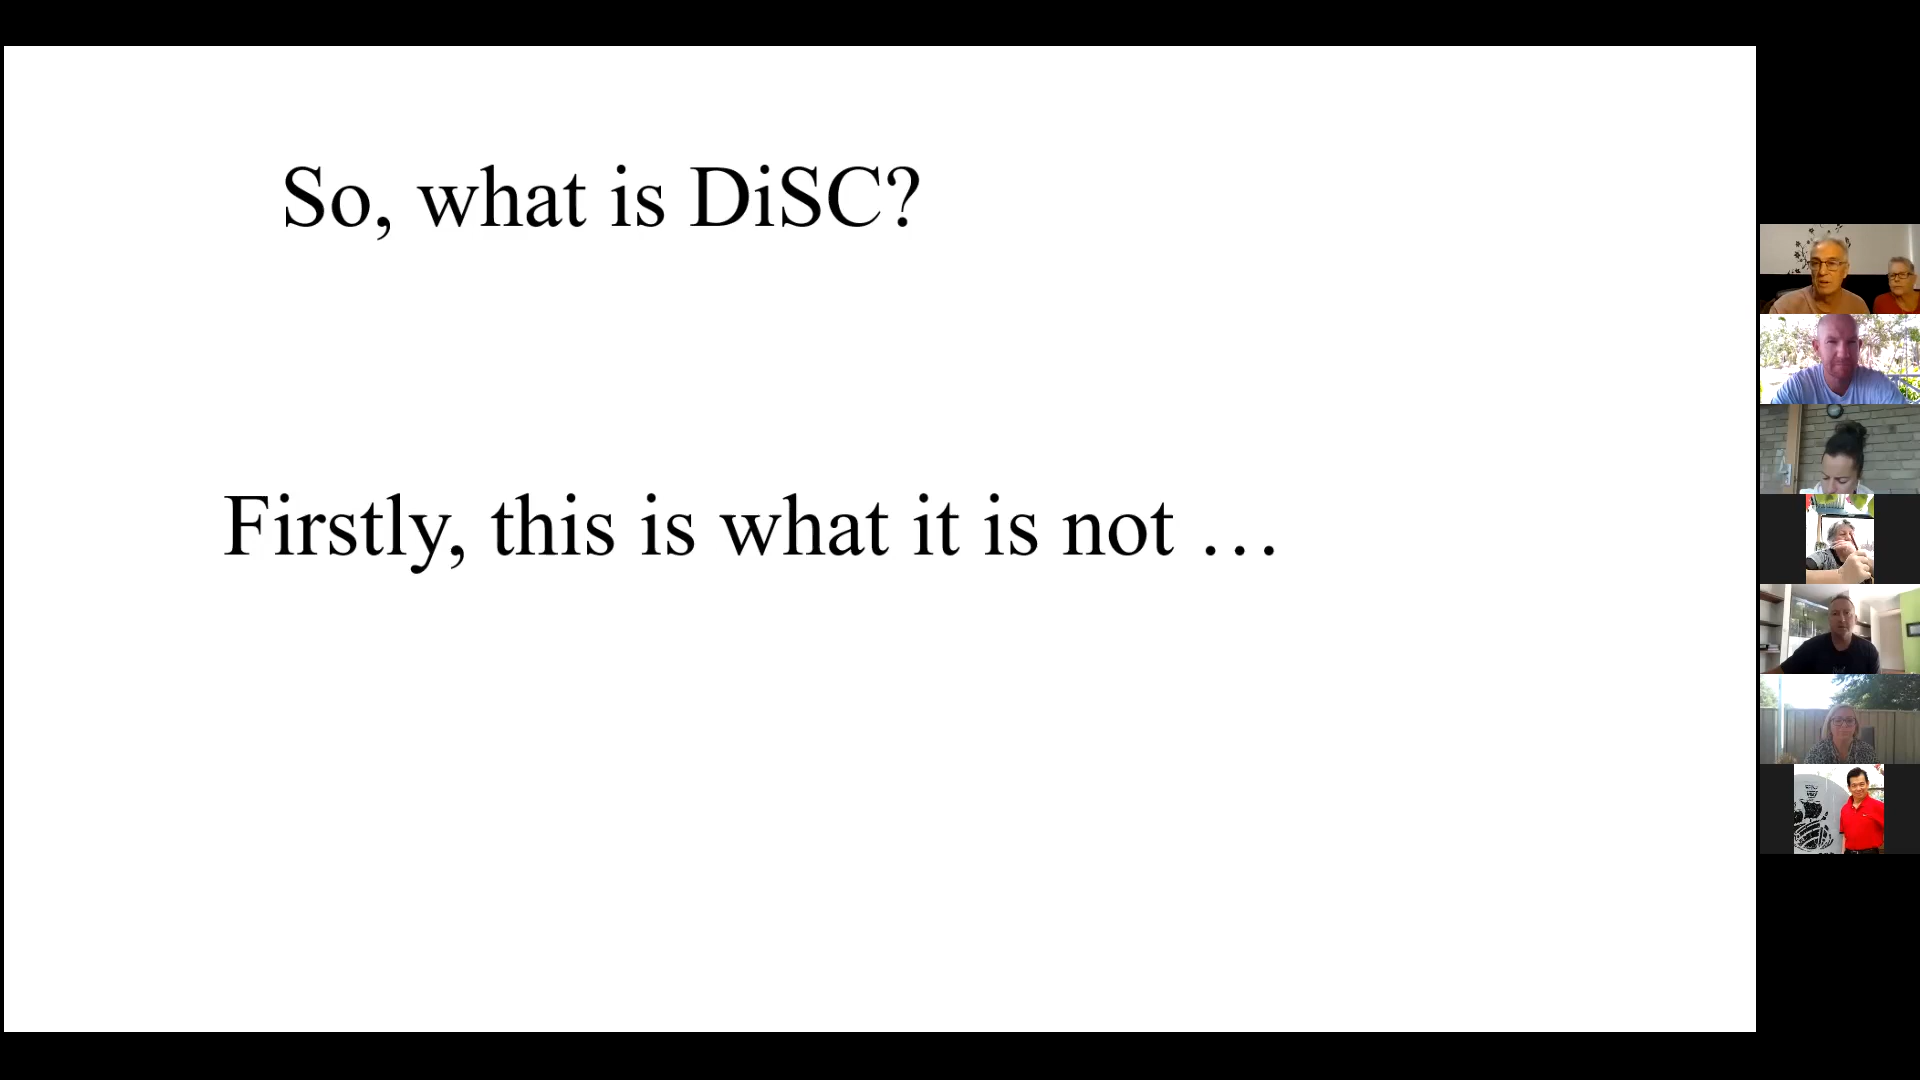 So, what is DiSC?
Firstly, this is what it is not …